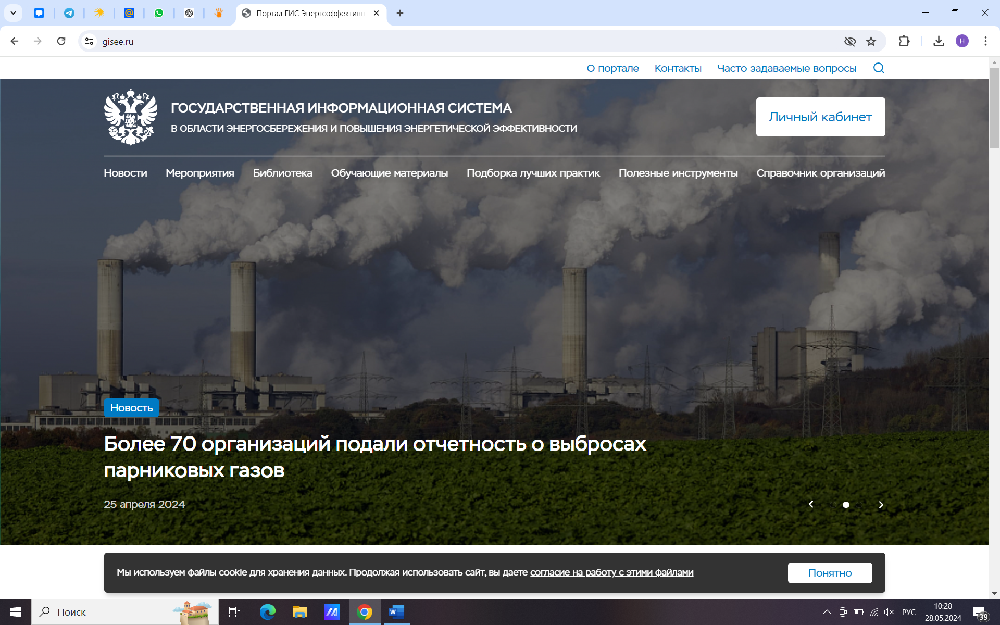 Портал ГИС Энергоэффективн
gisee.ru
Н
О портале Контакты Часто задаваемые вопросы
ГОСУДАРСТВЕННАЯ ИНФОРМАЦИОННАЯ СИСТЕМА
В ОБЛАСТИ ЭНЕРГОСБЕРЕЖЕНИЯ И ПОВЫШЕНИЯ ЭНЕРГЕТИЧЕСКОЙ ЭФФЕКТИВНОСТИ
Личный кабинет
Новости Мероприятия Библиотека Обучающие материалы Подборка лучших практик Полезные инструменты Справочник организаций
Новость
Более 70 организаций подали отчетность о выбросах
парниковых газов
25 апреля 2024
Мы используем файлы cookie для хранения данных. Продолжая использовать сайт, вы даете согласие на работу с этими файлами
Понятно
Поиск
РУС
10:28
28.05.2024
39